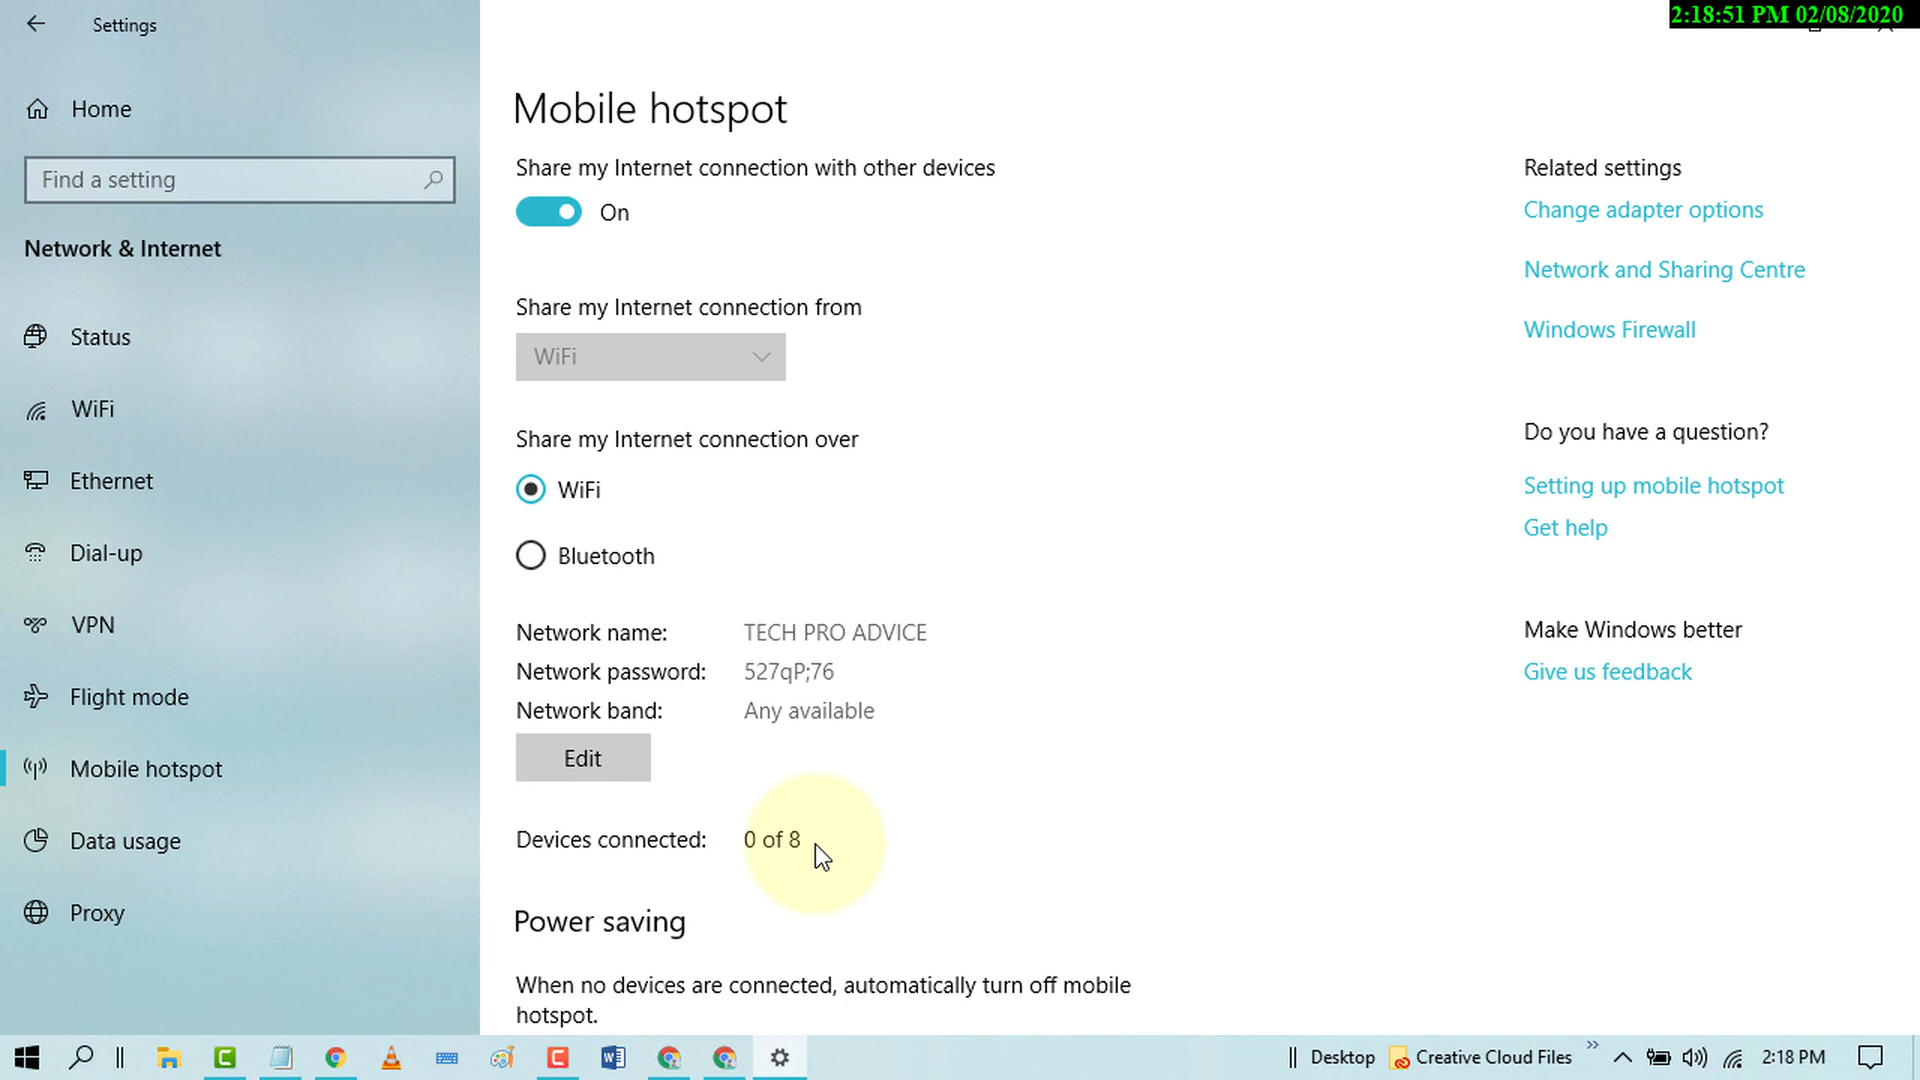 Settings
2:18:51 PM 02/08/2020
Home
Find a setting
Network & Internet
Status
WiFi
Ethernet
Dial-up
VPN
Flight mode
Mobile hotspot
Data usage
Proxy
Mobile hotspot
Share my Internet connection with other devices
On
Share my Internet connection from
WiFi
Share my Internet connection over
WiFi
Bluetooth
Network name: TECH PRO ADVICE
Network password: 527qP;76
Network band: Any available
Edit
Devices connected: 0 of 8
Power saving
When no devices are connected, automatically turn off mobile
hotspot.
Related settings
Change adapter options
Network and Sharing Centre
Windows Firewall
Do you have a question?
Setting up mobile hotspot
Get help
Make Windows better
Give us feedback
Desktop Creative Cloud Files 2:18 PM